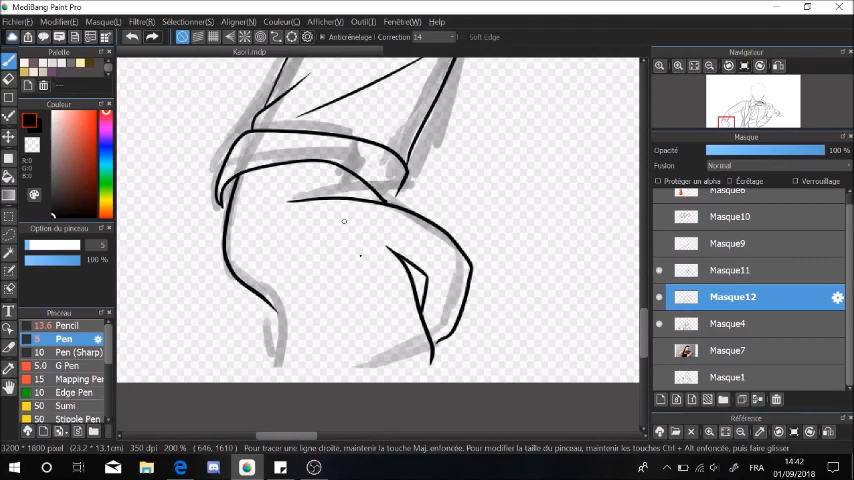 MediBang Paint Pro
Fichier(F) Modifier(E) Masque(L) Filtre(R) Sélectionner(S) Aligner(N) Couleur(C) Afficher(V) Outil(T) Fenêtre(W) Help
Anticrénelage Correction 14 Soft Edge
Palette
Kaori.mdp
Navigateur
Couleur
R:0
G:0
B:0
Masque
Opacité 100 %
Fusion Normal
Protéger un alpha Écrêtage Verrouillage
Masque6
Masque10
Masque9
Masque11
Masque12
Masque4
Masque7
Masque1
Option du pinceau
5
100 %
Pinceau
13.6 Pencil
5 Pen
10 Pen (Sharp)
5.0 G Pen
15 Mapping Pen
10 Edge Pen
50 Sumi
50 Stipple Pen
Référence
3200 * 1800 pixel (23.2 * 13.1cm) 350 dpi 200 % (646, 1610) Pour tracer une ligne droite, maintenir la touche Maj. enfoncée. Pour modifier la taille du pinceau, maintenir les touches Ctrl + Alt enfoncée, puis faire glisser
FRA
14:42
01/09/2018